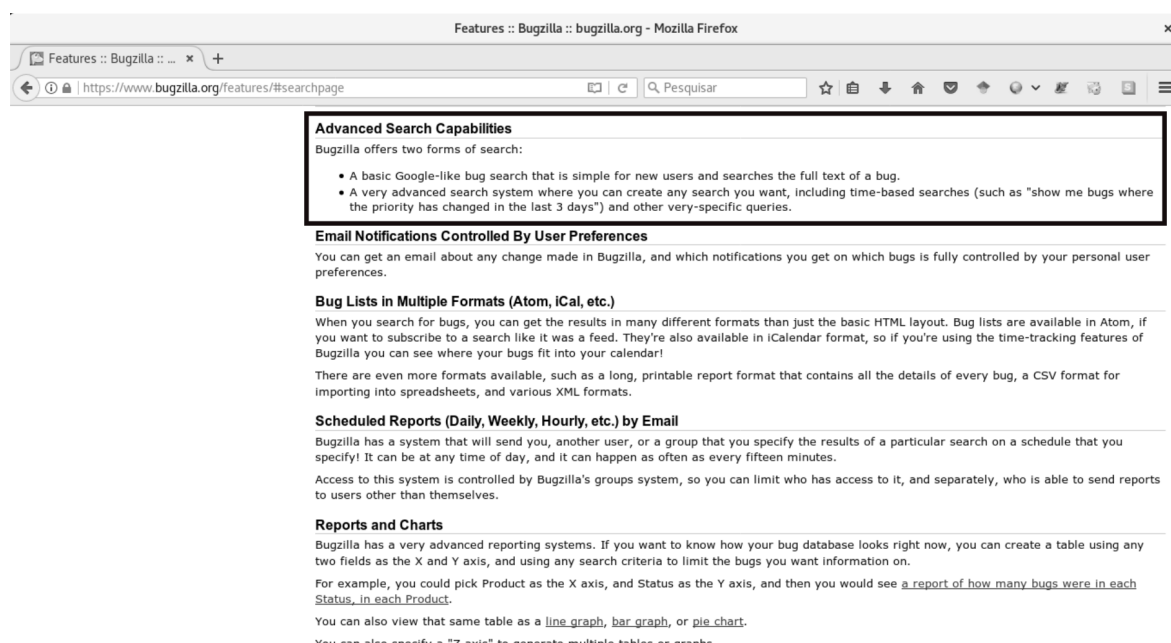 Features :: Bugzilla :: bugzilla.org - Mozilla Firefox
Features :: Bugzilla :: ...
https://www.bugzilla.org/features/#searchpage
Pesquisar
Advanced Search Capabilities
Bugzilla offers two forms of search:
• A basic Google-like bug search that is simple for new users and searches the full text of a bug.
• A very advanced search system where you can create any search you want, including time-based searches (such as "show me bugs where
the priority has changed in the last 3 days") and other very-specific queries.
Email Notifications Controlled By User Preferences
You can get an email about any change made in Bugzilla, and which notifications you get on which bugs is fully controlled by your personal user
preferences.
Bug Lists in Multiple Formats (Atom, iCal, etc.)
When you search for bugs, you can get the results in many different formats than just the basic HTML layout. Bug lists are available in Atom, if
you want to subscribe to a search like it was a feed. They're also available in iCalendar format, so if you're using the time-tracking features of
Bugzilla you can see where your bugs fit into your calendar!
There are even more formats available, such as a long, printable report format that contains all the details of every bug, a CSV format for
importing into spreadsheets, and various XML formats.
Scheduled Reports (Daily, Weekly, Hourly, etc.) by Email
Bugzilla has a system that will send you, another user, or a group that you specify the results of a particular search on a schedule that you
specify! It can be at any time of day, and it can happen as often as every fifteen minutes.
Access to this system is controlled by Bugzilla's groups system, so you can limit who has access to it, and separately, who is able to send reports
to users other than themselves.
Reports and Charts
Bugzilla has a very advanced reporting systems. If you want to know how your bug database looks right now, you can create a table using any
two fields as the X and Y axis, and using any search criteria to limit the bugs you want information on.
For example, you could pick Product as the X axis, and Status as the Y axis, and then you would see a report of how many bugs were in each
Status, in each Product.
You can also view that same table as a line graph, bar graph, or pie chart.
You can also specify a "Z axis" to generate multiple tables or graphs.